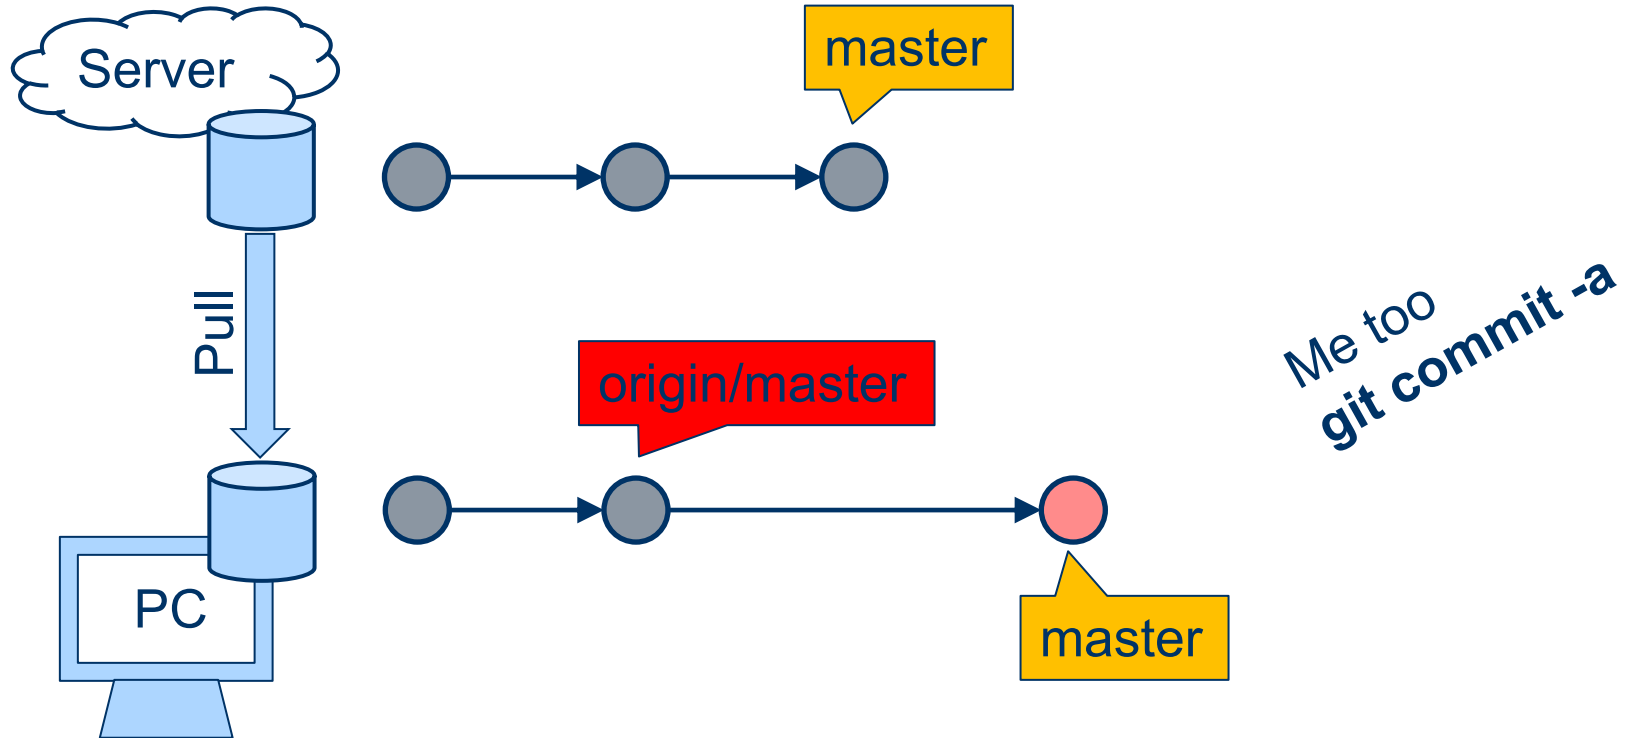 Server
master
Pull
origin/master
Me too
git commit -a
PC
master